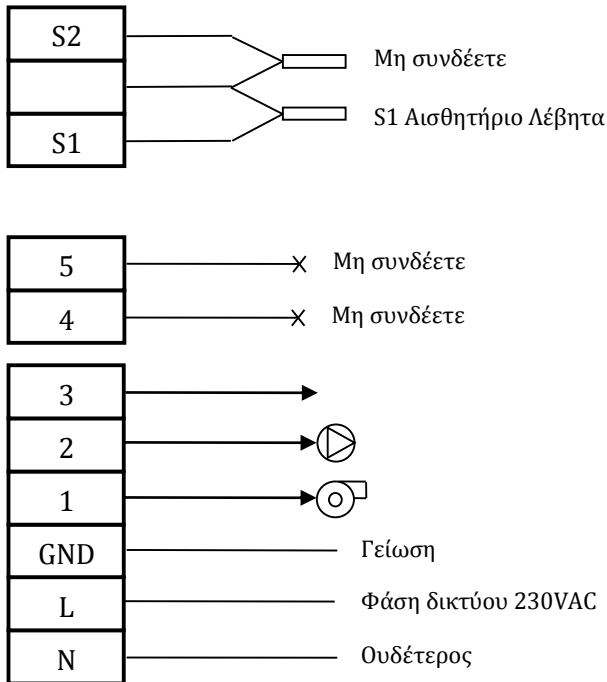 S2
Μη συνδέετε
S1 Αισθητήριο Λέβητα
S1
5 Μη συνδέετε
4 Μη συνδέετε
3
2
1
GND Γείωση
L Φάση δικτύου 230VAC
N Ουδέτερος